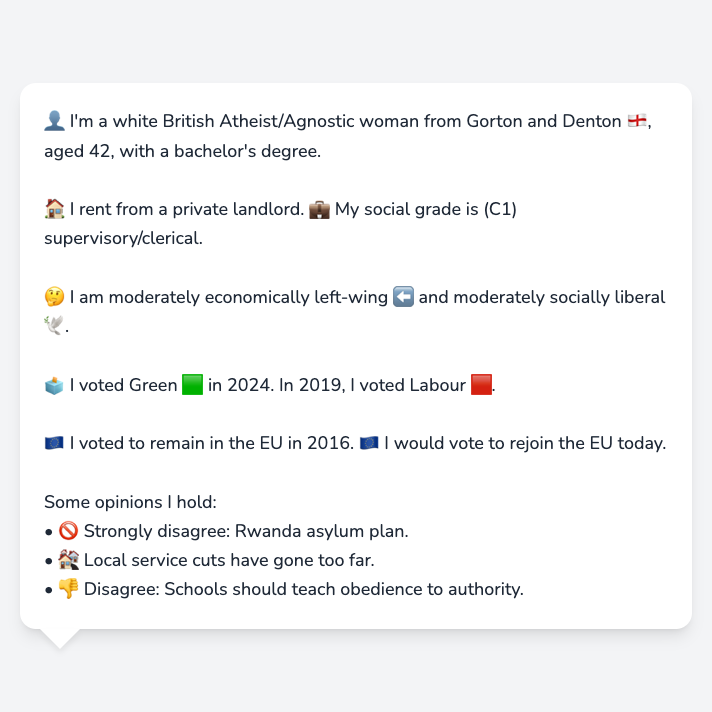 👤 I'm a white British Atheist/Agnostic woman from Gorton and Denton 🏴󠁧󠁢󠁥󠁮󠁧󠁿,
aged 42, with a bachelor's degree.
🏠 I rent from a private landlord. 💼 My social grade is (C1)
supervisory/clerical.
🤔 I am moderately economically left-wing ⬅️ and moderately socially liberal
🕊️.
🗳️ I voted Green 🟩 in 2024. In 2019, I voted Labour 🟥.
🇪🇺 I voted to remain in the EU in 2016. 🇪🇺 I would vote to rejoin the EU today.
Some opinions I hold:
• 🚫 Strongly disagree: Rwanda asylum plan.
• 🏚️ Local service cuts have gone too far.
• 👎 Disagree: Schools should teach obedience to authority.